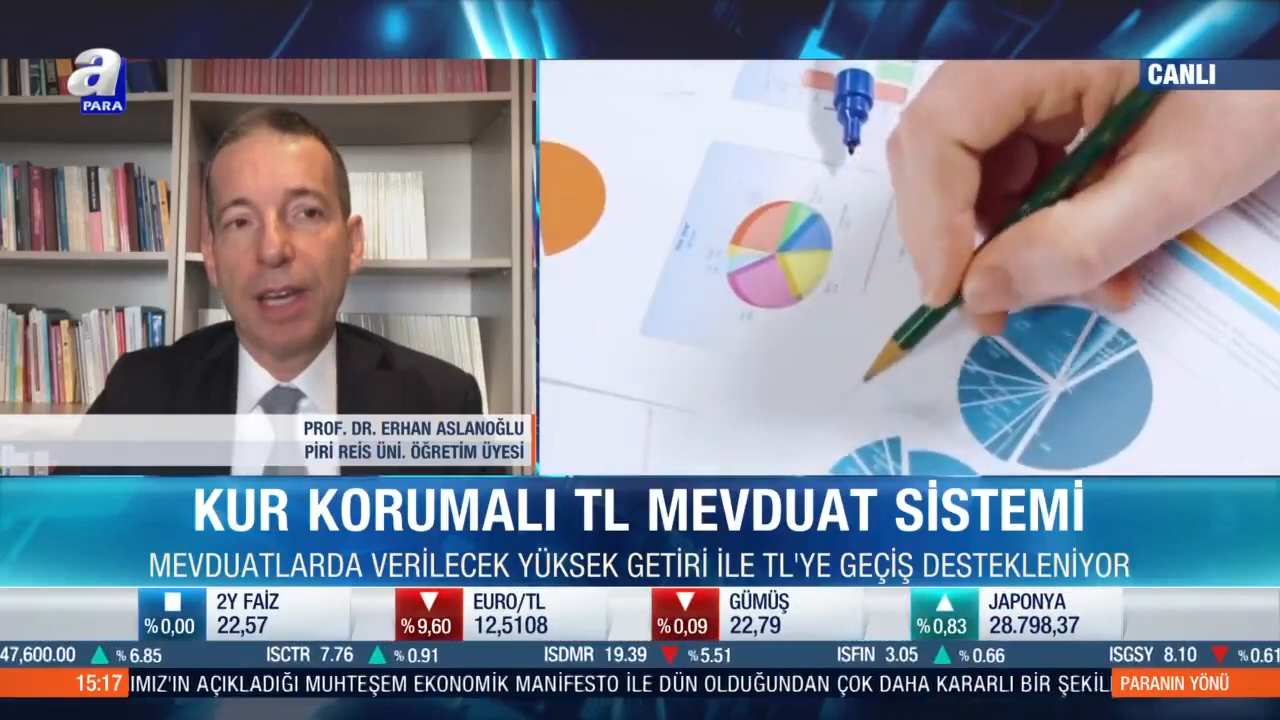 a
PARA
CANLI
PROF. DR. ERHAN ASLANOĞLU
PİRİ REİS ÜNİ. ÖĞRETİM ÜYESİ
KUR KORUMALI TL MEVDUAT SİSTEMİ
MEVDUATLARDA VERİLECEK YÜKSEK GETİRİ İLE TL'YE GEÇİŞ DESTEKLENİYOR
%0,00 2Y FAİZ 22,57
%9,60 EURO/TL 12,5108
%0,09 GÜMÜŞ 22,79
%0,83 JAPONYA 28.798,37
47,600.00 %6.85 ISCTR 7.76 %0.91 ISDMR 19.39 %5.51 ISFIN 3.05 %0.66 ISGSY 8.10 %0.61
15:17 IMIZ'IN AÇIKLADIĞI MUHTEŞEM EKONOMİK MANİFESTO İLE DÜN OLDUĞUNDAN ÇOK DAHA KARARLI BİR ŞEKİL PARANIN YÖNÜ